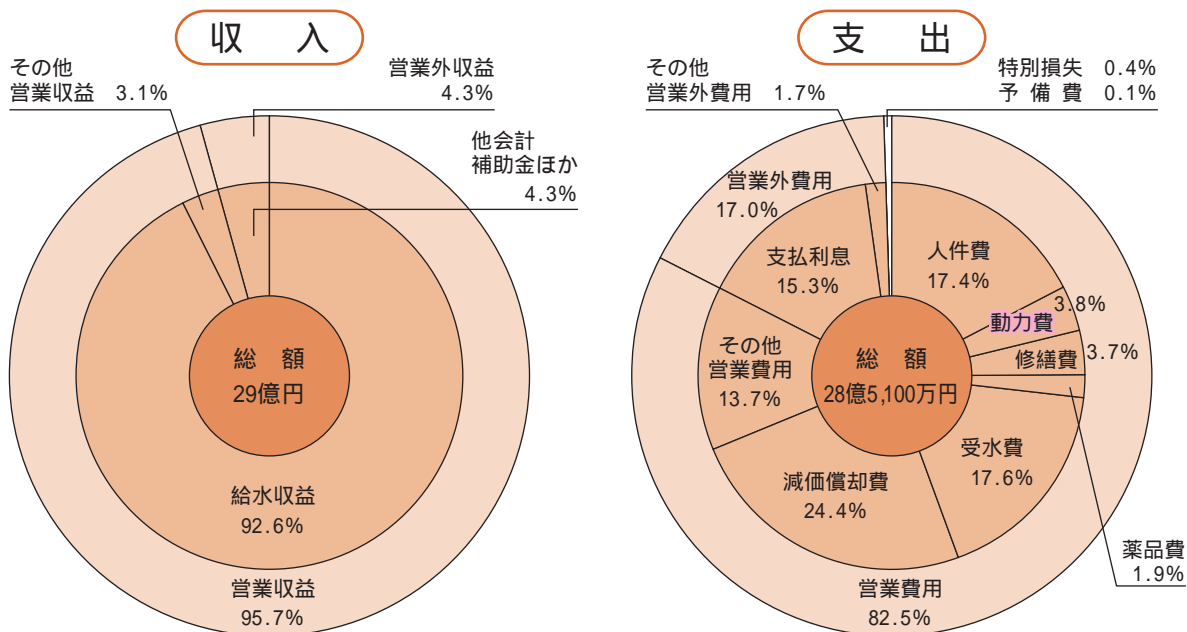 収 入
その他
営業収益 3.1%
営業外収益
4.3%
他会計
補助金ほか
4.3%
総 額
29億円
給水収益
92.6%
営業収益
95.7%
支 出
その他
営業外費用 1.7%
特別損失 0.4%
予 備 費 0.1%
営業外費用
17.0%
支払利息
15.3%
人件費
17.4%
3.8%
動力費
修繕費 3.7%
その他
営業費用
13.7%
総 額
28億5,100万円
受水費
17.6%
減価償却費
24.4%
薬品費
1.9%
営業費用
82.5%